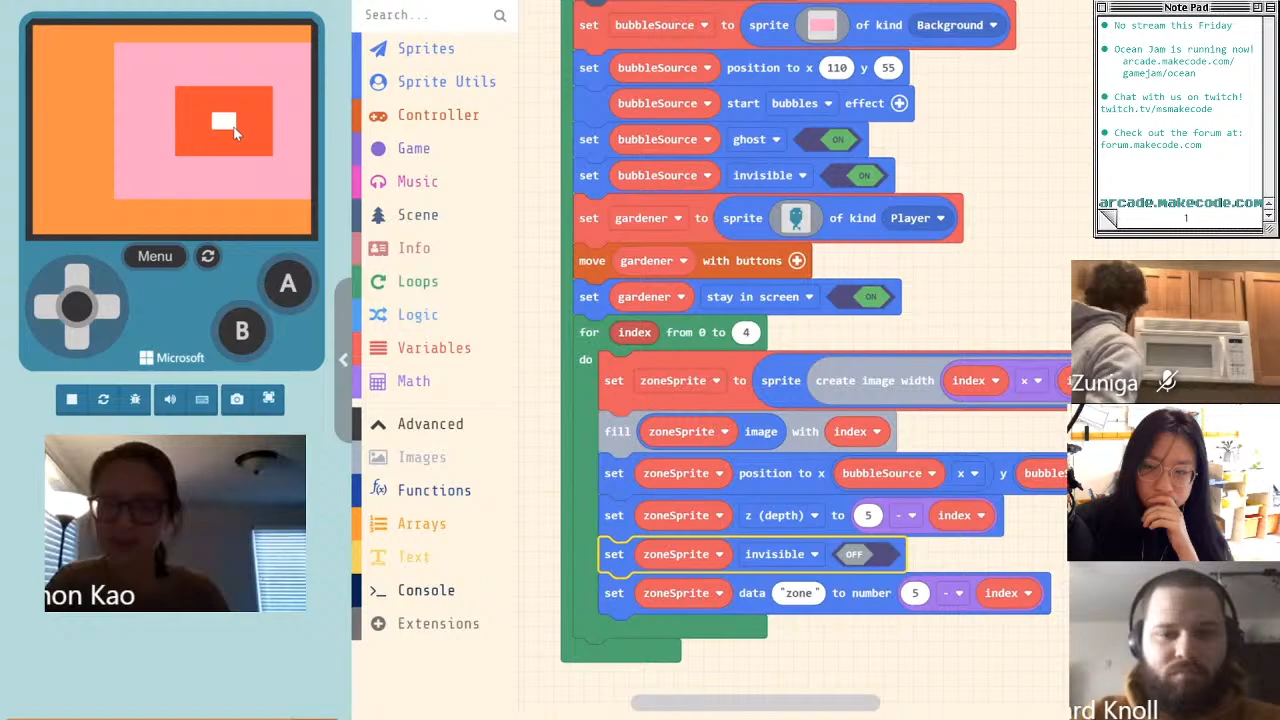 Menu
A
B
Microsoft
non Kao
Search...
Sprites
Sprite Utils
Controller
Game
Music
Scene
Info
Loops
Logic
Variables
Math
Advanced
Images
Functions
Arrays
Text
Console
Extensions
set bubbleSource to sprite of kind Background
set bubbleSource position to x 110 y 55
bubbleSource start bubbles effect
set bubbleSource ghost ON
set bubbleSource invisible ON
set gardener to sprite of kind Player
move gardener with buttons
set gardener stay in screen ON
for index from 0 to 4
do
set zoneSprite to sprite create image width index x
fill zoneSprite image with index
set zoneSprite position to x bubbleSource x y bubbleS
set zoneSprite z (depth) to 5 - index
set zoneSprite invisible OFF
set zoneSprite data "zone" to number 5 - index
Note Pad
No stream this Friday
Ocean Jam is running now!
arcade.makecode.com/
gamejam/ocean
Chat with us on twitch!
twitch.tv/msmakecode
Check out the forum at:
forum.makecode.com
arcade.makecode.com
1
Zuniga
ard Knoll